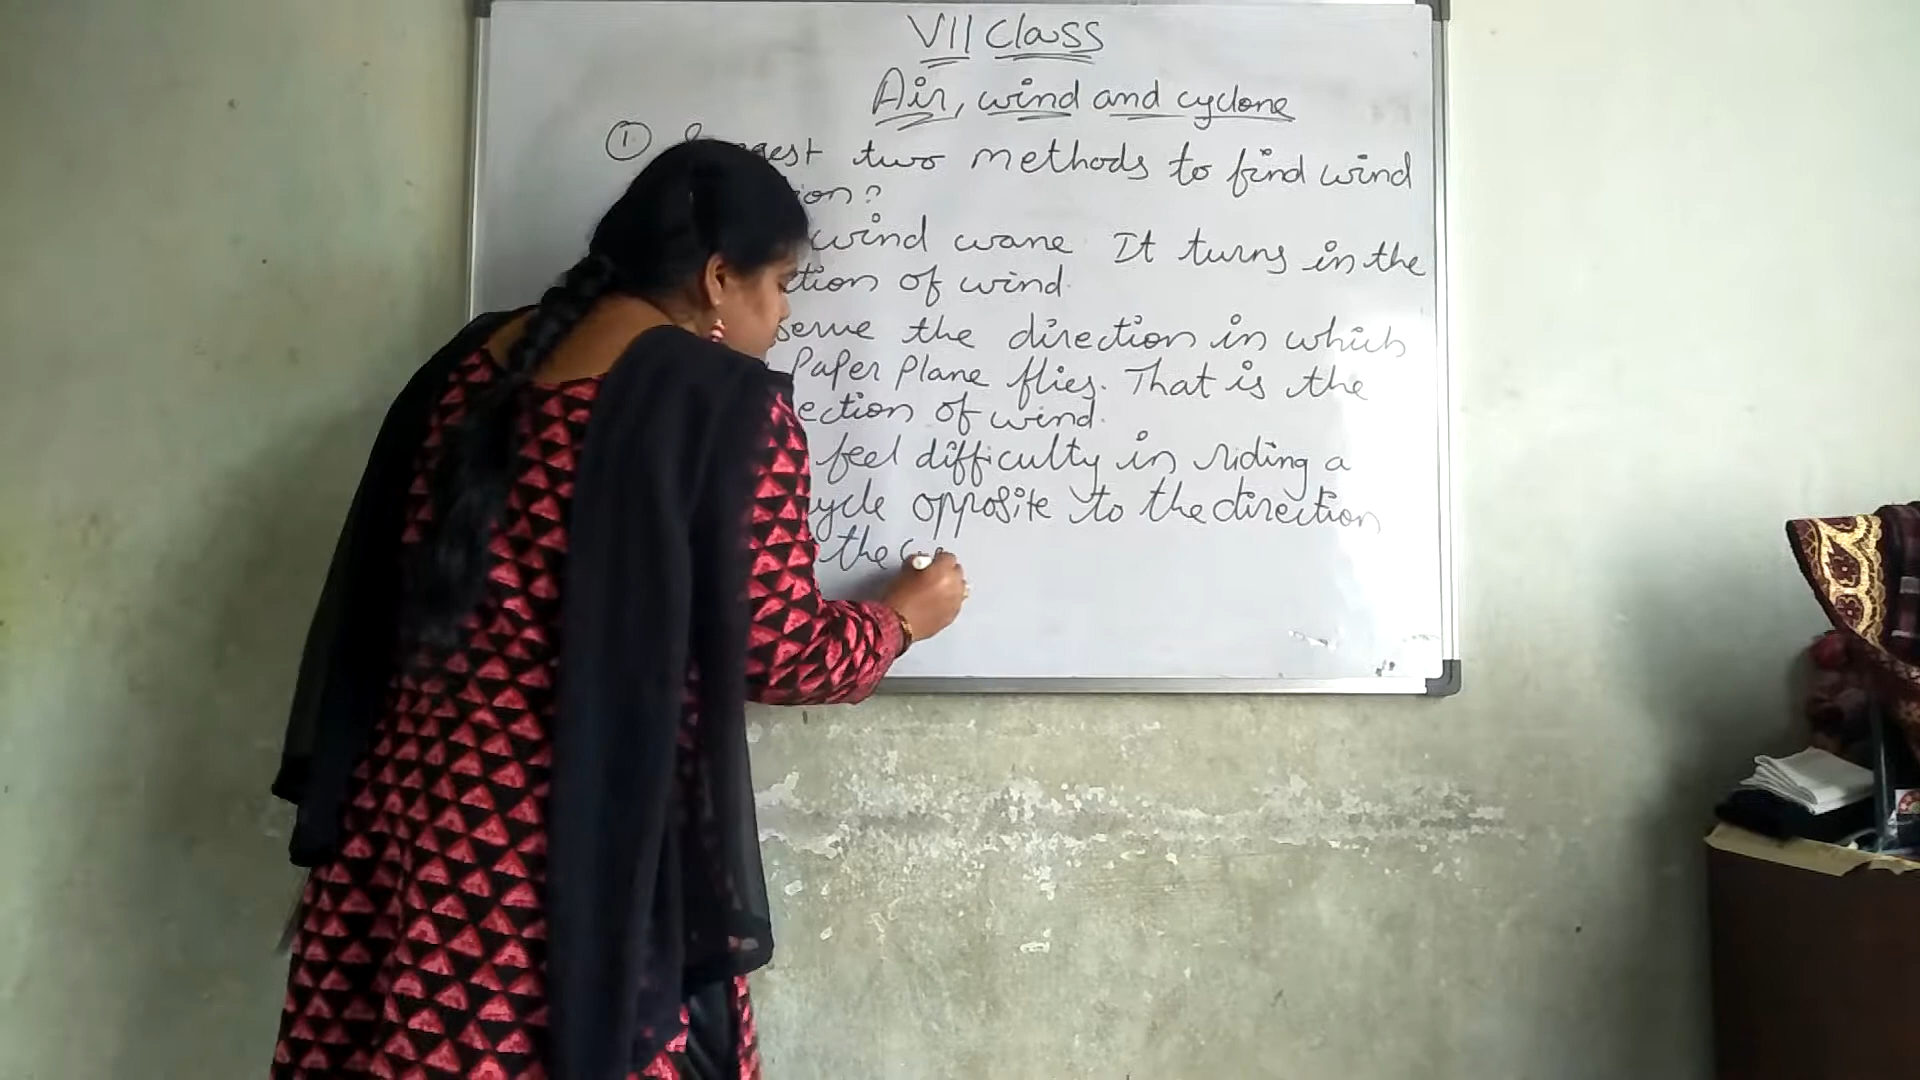 VII Class
Air, wind and cyclone
① two methods to find wind
?
wind wane It turns in the
of wind.
the direction in which
Paper Plane flies. That is the
of wind.
feel difficulty in riding a
opposite to the direction
the